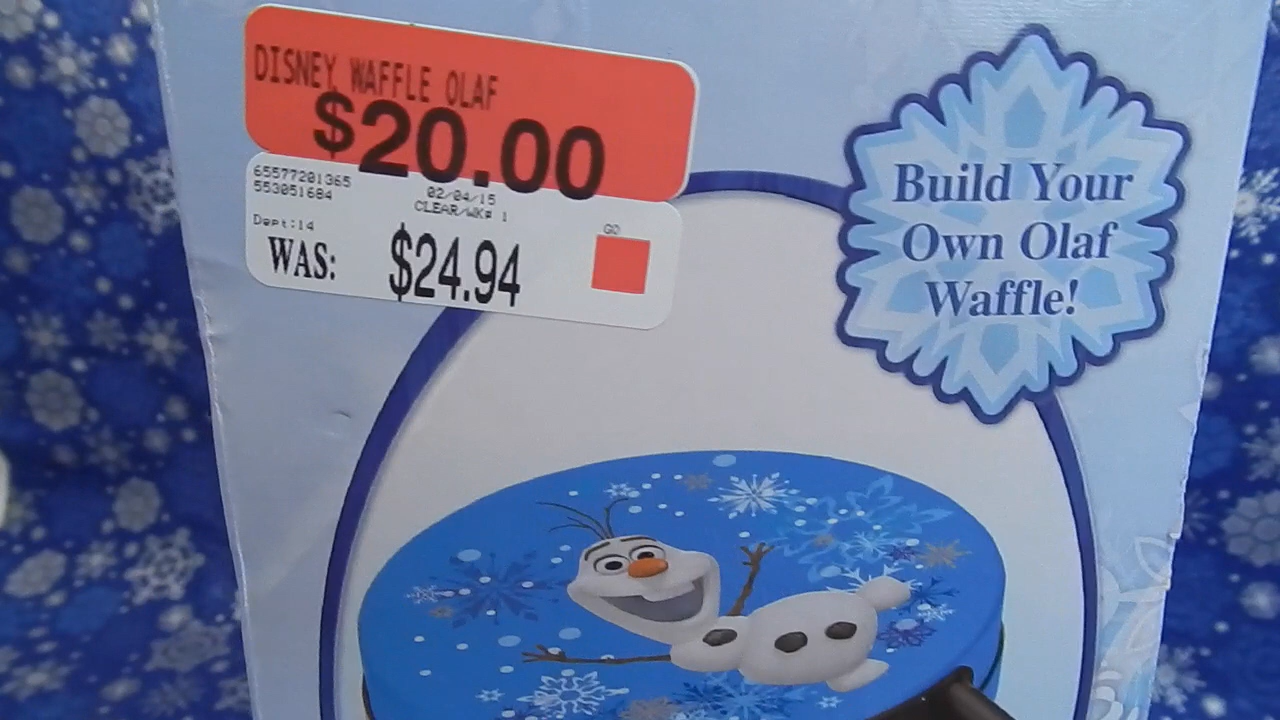 DISNEY WAFFLE OLAF
$20.00
65577201365
553051684
02/04/15
CLEAR/WK# 1
Dept:14
GO
WAS: $24.94
Build Your
Own Olaf
Waffle!